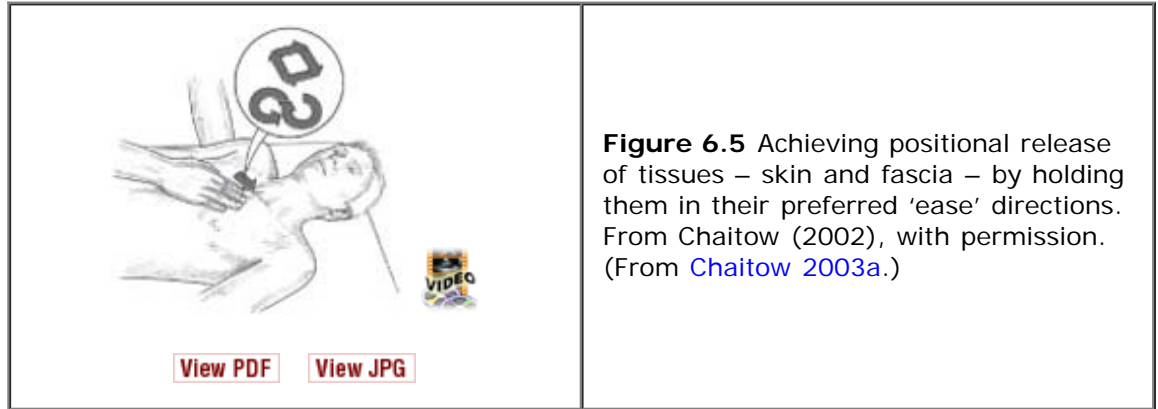 VIDEO
View PDF
View JPG
Figure 6.5 Achieving positional release
of tissues – skin and fascia – by holding
them in their preferred ‘ease’ directions.
From Chaitow (2002), with permission.
(From Chaitow 2003a.)